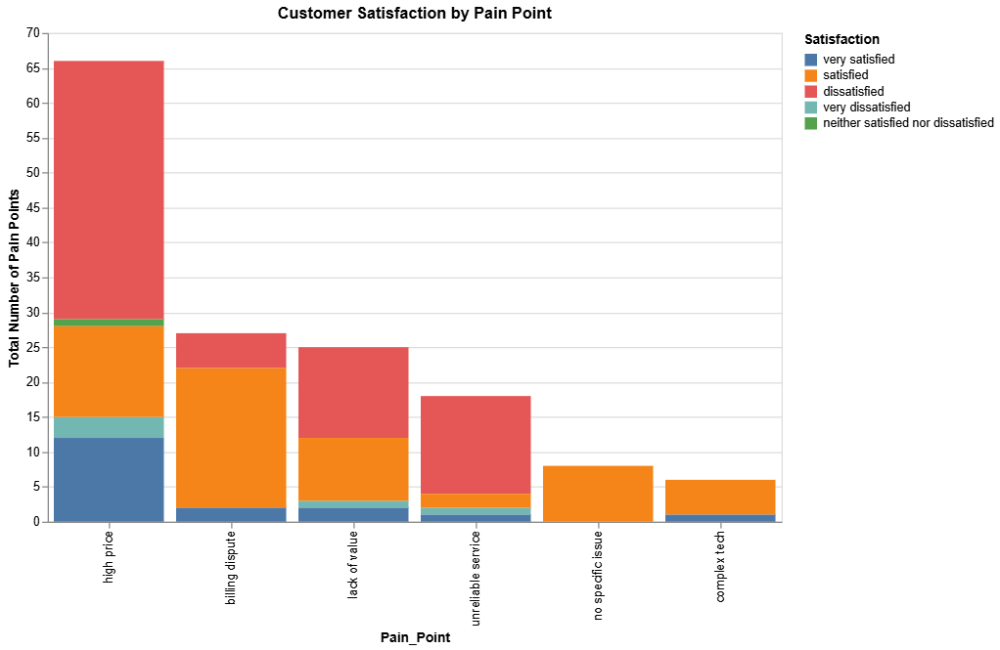 Customer Satisfaction by Pain Point
Total Number of Pain Points
70
65
60
55
50
45
40
35
30
25
20
15
10
5
0
high price
billing dispute
lack of value
unreliable service
no specific issue
complex tech
Pain_Point
Satisfaction
very satisfied
satisfied
dissatisfied
very dissatisfied
neither satisfied nor dissatisfied